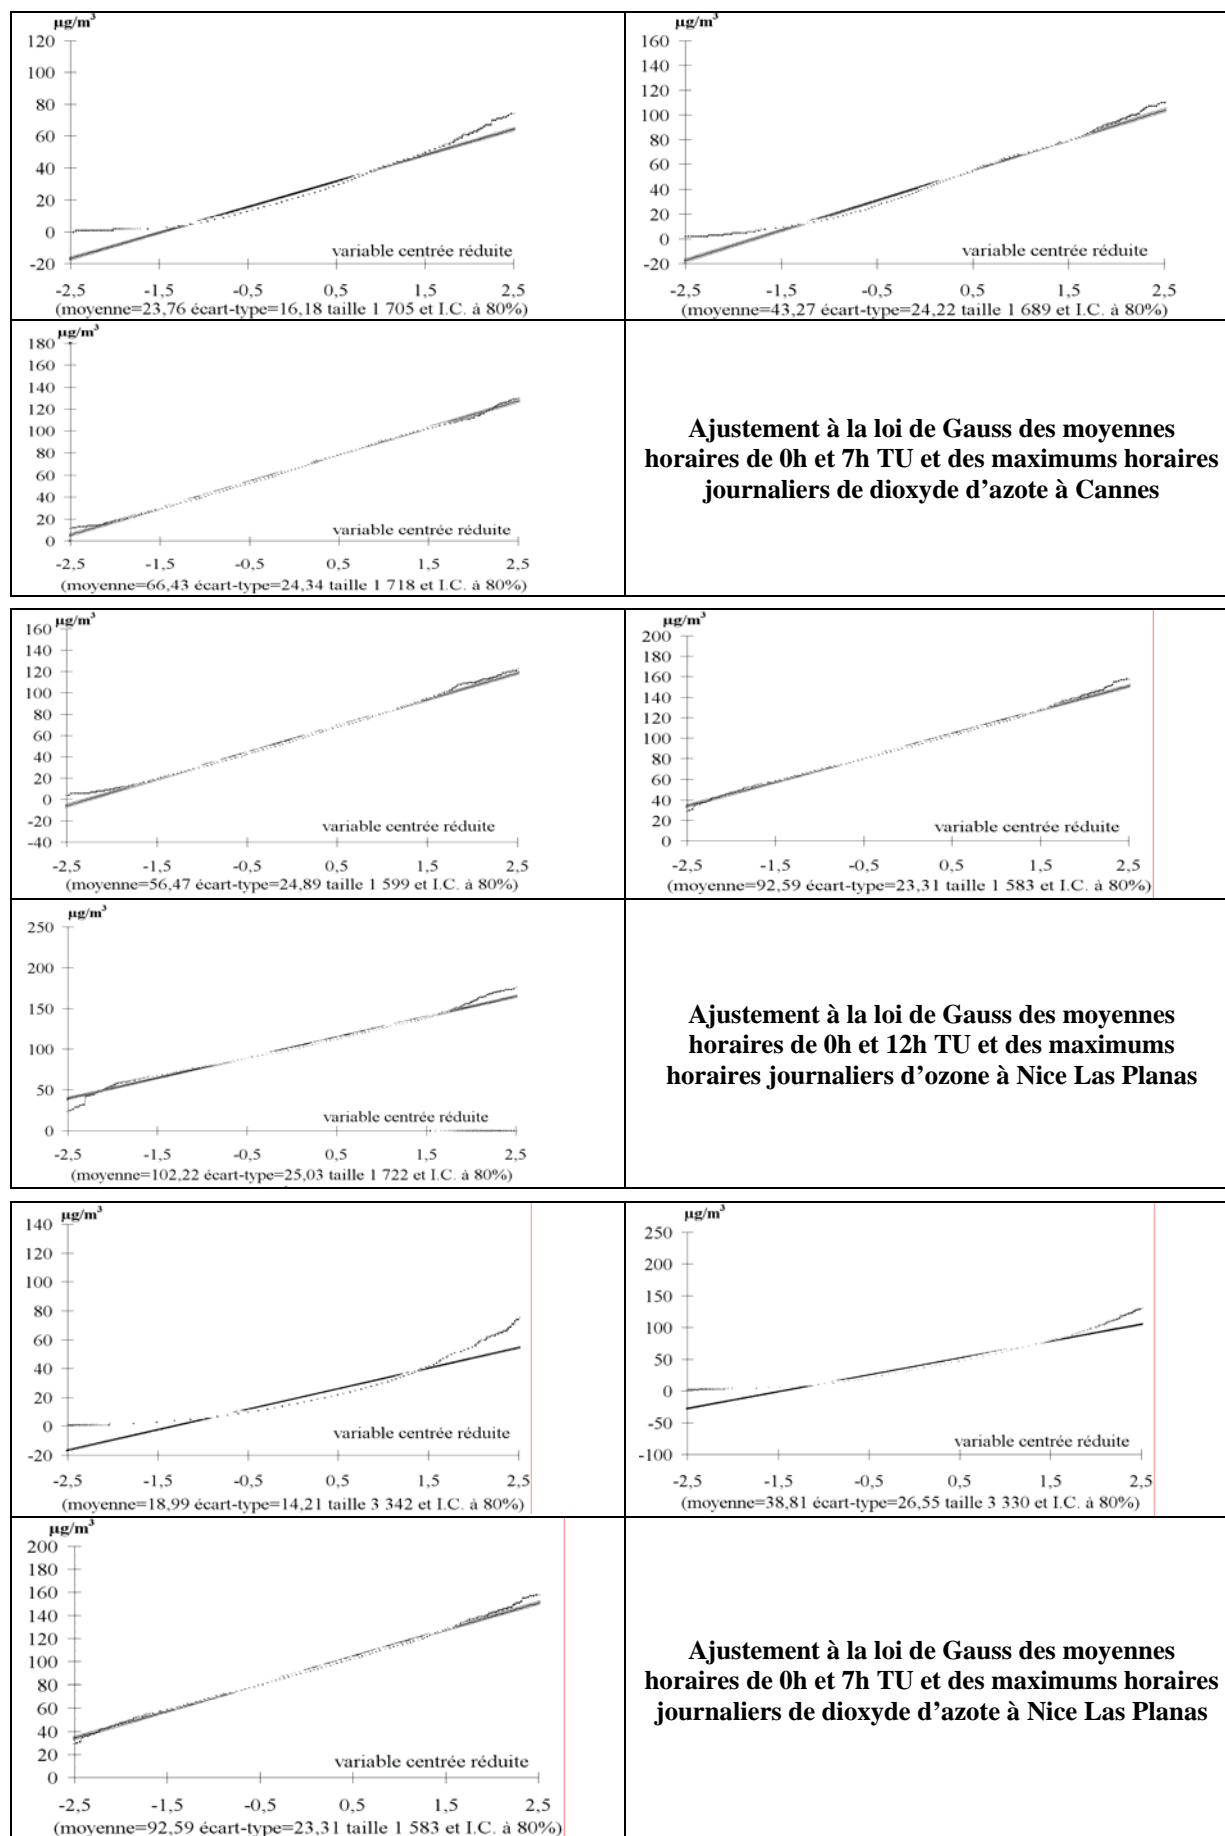 µg/m³
120
100
80
60
40
20
0
-20
variable centrée réduite
-2,5 -1,5 -0,5 0,5 1,5 2,5
(moyenne=23,76 écart-type=16,18 taille 1 705 et I.C. à 80%)
µg/m³
160
140
120
100
80
60
40
20
0
-20
variable centrée réduite
-2,5 -1,5 -0,5 0,5 1,5 2,5
(moyenne=43,27 écart-type=24,22 taille 1 689 et I.C. à 80%)
µg/m³
180
160
140
120
100
80
60
40
20
0
variable centrée réduite
-2,5 -1,5 -0,5 0,5 1,5 2,5
(moyenne=66,43 écart-type=24,34 taille 1 718 et I.C. à 80%)
Ajustement à la loi de Gauss des moyennes
horaires de 0h et 7h TU et des maximums horaires
journaliers de dioxyde d’azote à Cannes
µg/m³
160
140
120
100
80
60
40
20
0
-20
-40
variable centrée réduite
-2,5 -1,5 -0,5 0,5 1,5 2,5
(moyenne=56,47 écart-type=24,89 taille 1 599 et I.C. à 80%)
µg/m³
200
180
160
140
120
100
80
60
40
20
0
variable centrée réduite
-2,5 -1,5 -0,5 0,5 1,5 2,5
(moyenne=92,59 écart-type=23,31 taille 1 583 et I.C. à 80%)
µg/m³
250
200
150
100
50
0
variable centrée réduite
-2,5 -1,5 -0,5 0,5 1,5 2,5
(moyenne=102,22 écart-type=25,03 taille 1 722 et I.C. à 80%)
Ajustement à la loi de Gauss des moyennes
horaires de 0h et 12h TU et des maximums
horaires journaliers d’ozone à Nice Las Planas
µg/m³
140
120
100
80
60
40
20
0
-20
variable centrée réduite
-2,5 -1,5 -0,5 0,5 1,5 2,5
(moyenne=18,99 écart-type=14,21 taille 3 342 et I.C. à 80%)
µg/m³
250
200
150
100
50
0
-50
-100
variable centrée réduite
-2,5 -1,5 -0,5 0,5 1,5 2,5
(moyenne=38,81 écart-type=26,55 taille 3 330 et I.C. à 80%)
µg/m³
200
180
160
140
120
100
80
60
40
20
0
variable centrée réduite
-2,5 -1,5 -0,5 0,5 1,5 2,5
(moyenne=92,59 écart-type=23,31 taille 1 583 et I.C. à 80%)
Ajustement à la loi de Gauss des moyennes
horaires de 0h et 7h TU et des maximums horaires
journaliers de dioxyde d’azote à Nice Las Planas